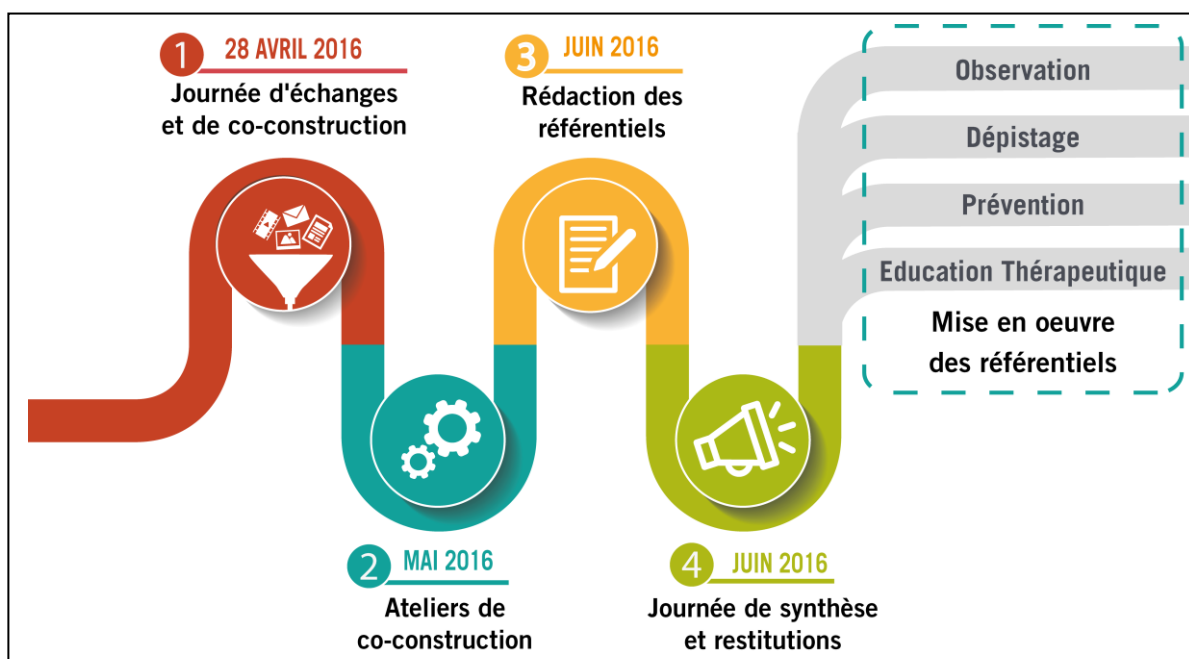 1 28 AVRIL 2016
Journée d'échanges
et de co-construction
2 MAI 2016
Ateliers de
co-construction
3 JUIN 2016
Rédaction des
référentiels
4 JUIN 2016
Journée de synthèse
et restitutions
Observation
Dépistage
Prévention
Education Thérapeutique
Mise en oeuvre
des référentiels